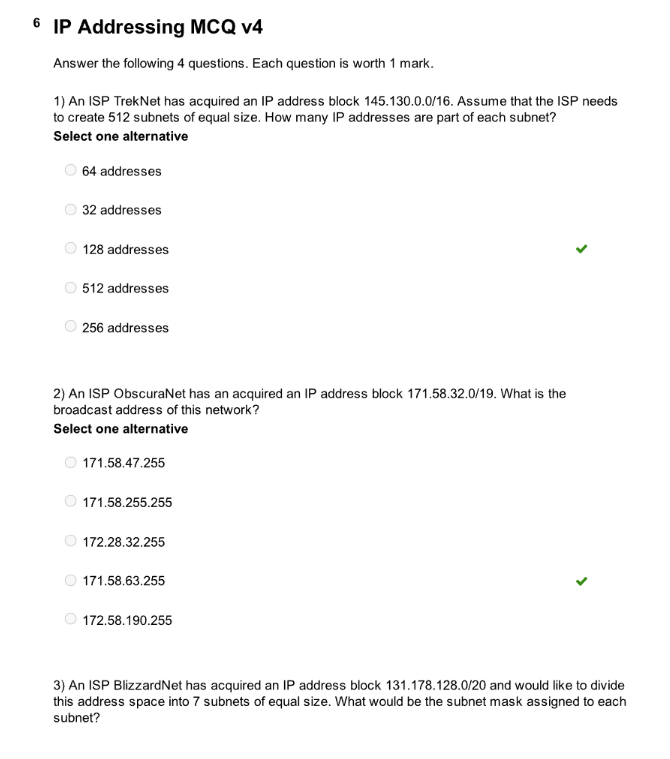 6 IP Addressing MCQ v4
Answer the following 4 questions. Each question is worth 1 mark.
1) An ISP TrekNet has acquired an IP address block 145.130.0.0/16. Assume that the ISP needs
to create 512 subnets of equal size. How many IP addresses are part of each subnet?
Select one alternative
64 addresses
32 addresses
128 addresses
512 addresses
256 addresses
2) An ISP ObscuraNet has an acquired an IP address block 171.58.32.0/19. What is the
broadcast address of this network?
Select one alternative
171.58.47.255
171.58.255.255
172.28.32.255
171.58.63.255
172.58.190.255
3) An ISP BlizzardNet has acquired an IP address block 131.178.128.0/20 and would like to divide
this address space into 7 subnets of equal size. What would be the subnet mask assigned to each
subnet?